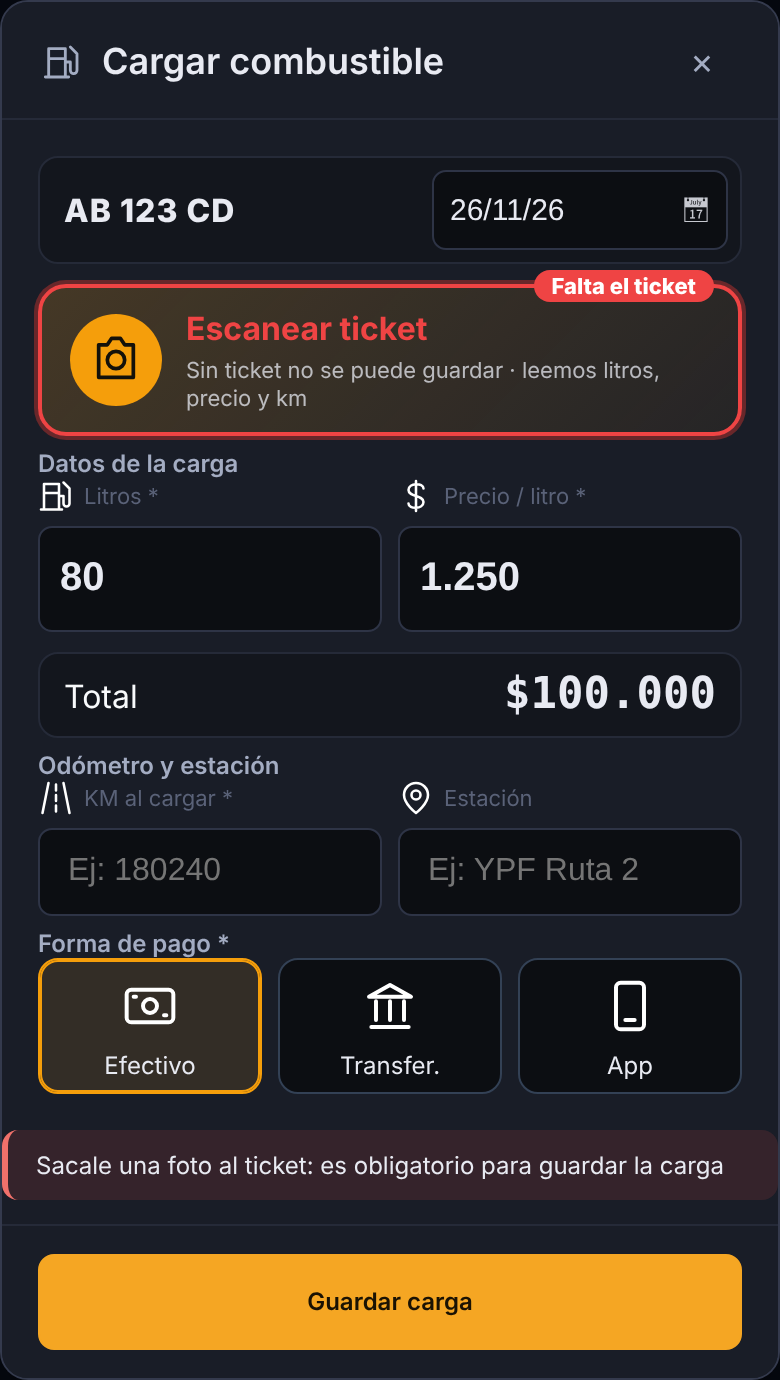 Cargar combustible
×
AB 123 CD
26/11/26
July
17
Falta el ticket
Escanear ticket
Sin ticket no se puede guardar · leemos litros,
precio y km
Datos de la carga
Litros *
$ Precio / litro *
80
1.250
Total
$100.000
Odómetro y estación
KM al cargar *
Estación
Ej: 180240
Ej: YPF Ruta 2
Forma de pago *
Efectivo
Transfer.
App
Sacale una foto al ticket: es obligatorio para guardar la carga
Guardar carga